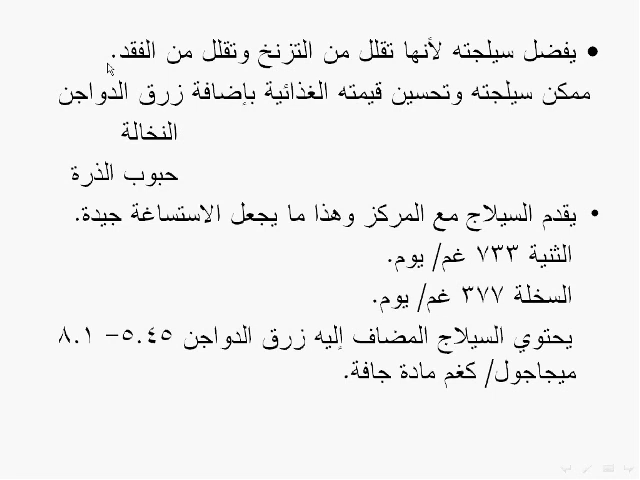 • يفضل سيلجته لأنها تقلل من التزنخ وتقلل من الفقد.
ممكن سيلجته وتحسين قيمته الغذائية بإضافة زرق الدواجن
النخالة
حبوب الذرة
• يقدم السيلاج مع المركز وهذا ما يجعل الاستساغة جيدة.
الثنية ٧٣٣ غم/ يوم.
السخلة ٣٧٧ غم/ يوم.
يحتوي السيلاج المضاف إليه زرق الدواجن ٥.٤٥- ٨.١
ميجاجول/ كغم مادة جافة.